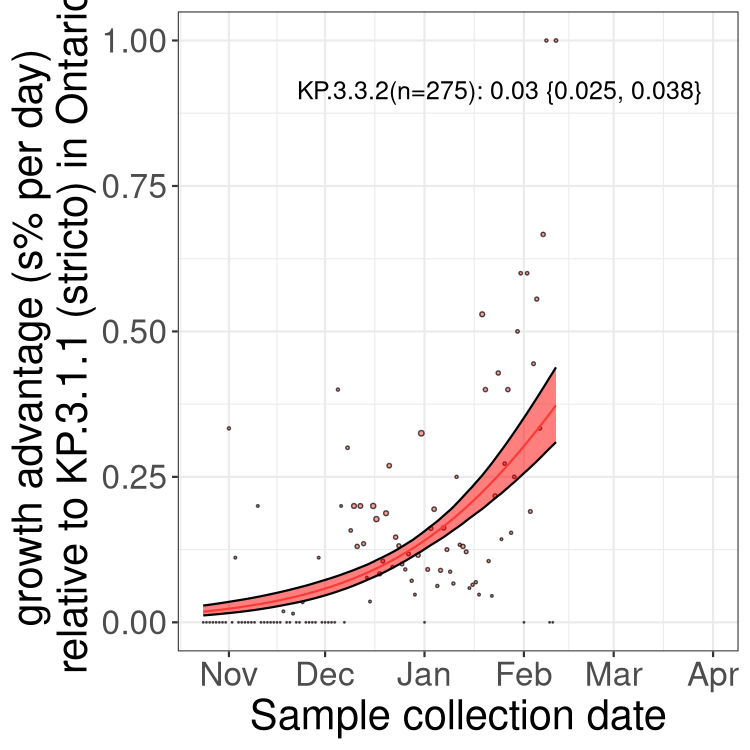 growth advantage (s% per day)
relative to KP.3.1.1 (stricto) in Ontario
1.00
0.75
0.50
0.25
0.00
KP.3.3.2(n=275): 0.03 {0.025, 0.038}
Nov Dec Jan Feb Mar Apr
Sample collection date